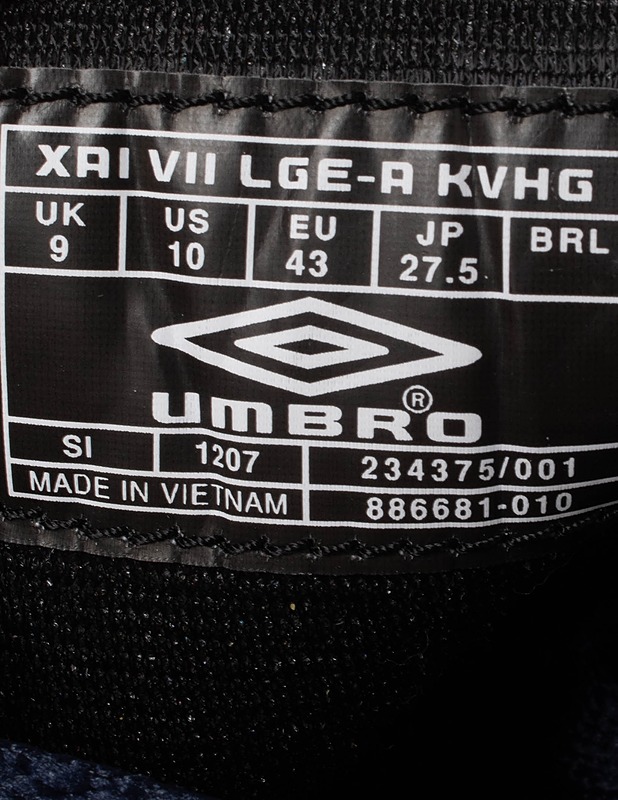 XAI VII LGE-A KVHG
UK US EU JP BRL
9 10 43 27.5
UMBRO®
SI 1207 234375/001
MADE IN VIETNAM 886681-010